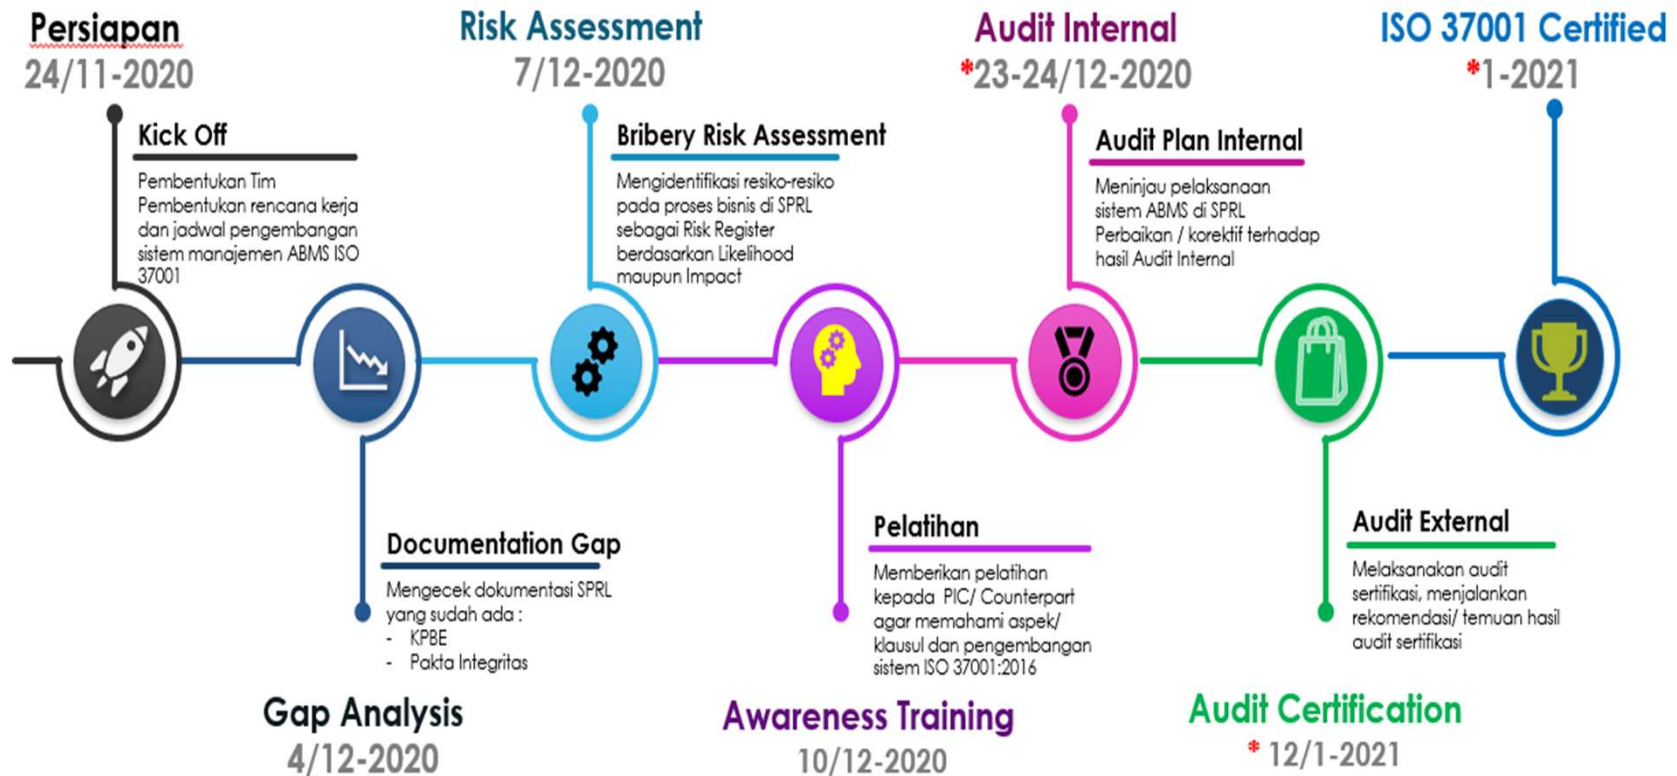 Persiapan
24/11-2020
Kick Off
Pembentukan Tim
Pembentukan rencana kerja
dan jadwal pengembangan
sistem manajemen ABMS ISO
37001
Documentation Gap
Mengecek dokumentasi SPRL
yang sudah ada :
- KPBE
- Pakta Integritas
Gap Analysis
4/12-2020
Risk Assessment
7/12-2020
Bribery Risk Assessment
Mengidentifikasi resiko-resiko
pada proses bisnis di SPRL
sebagai Risk Register
berdasarkan Likelihood
maupun Impact
Pelatihan
Memberikan pelatihan
kepada PIC/ Counterpart
agar memahami aspek/
klausul dan pengembangan
sistem ISO 37001:2016
Awareness Training
10/12-2020
Audit Internal
*23-24/12-2020
Audit Plan Internal
Meninjau pelaksanaan
sistem ABMS di SPRL
Perbaikan / korektif terhadap
hasil Audit Internal
Audit External
Melaksanakan audit
sertifikasi, menjalankan
rekomendasi/ temuan hasil
audit sertifikasi
Audit Certification
* 12/1-2021
ISO 37001 Certified
*1-2021